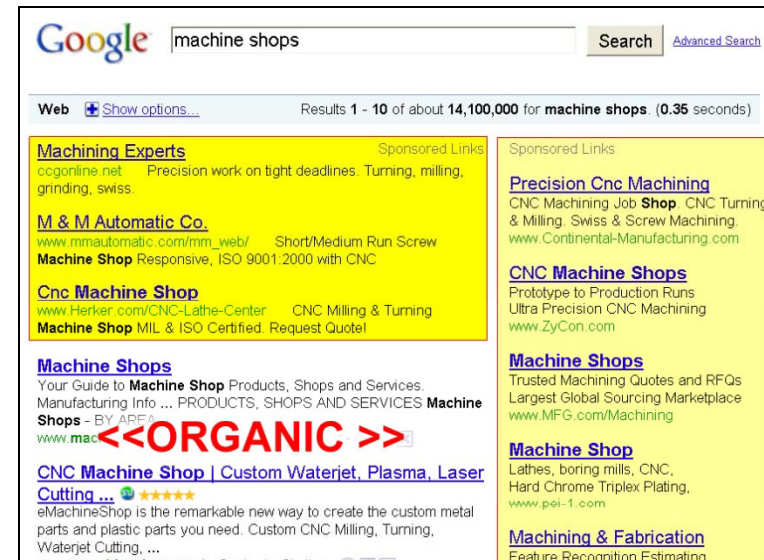 Google machine shops Search Advanced Search
Web Show options... Results 1 - 10 of about 14,100,000 for machine shops. (0.35 seconds)
Sponsored Links
Machining Experts
ccgonline.net Precision work on tight deadlines. Turning, milling,
grinding, swiss.
M & M Automatic Co.
www.mmautomatic.com/mm_web/ Short/Medium Run Screw
Machine Shop Responsive, ISO 9001:2000 with CNC
Cnc Machine Shop
www.Herker.com/CNC-Lathe-Center CNC Milling & Turning
Machine Shop MIL & ISO Certified. Request Quote!
Machine Shops
Your Guide to Machine Shop Products, Shops and Services.
Manufacturing Info ... PRODUCTS, SHOPS AND SERVICES Machine
Shops - BY AREA
www.mac
<<ORGANIC >>
CNC Machine Shop | Custom Waterjet, Plasma, Laser
Cutting ...
eMachineShop is the remarkable new way to create the custom metal
parts and plastic parts you need. Custom CNC Milling, Turning,
Waterjet Cutting, ...
Sponsored Links
Precision Cnc Machining
CNC Machining Job Shop. CNC Turning
& Milling. Swiss & Screw Machining.
www.Continental-Manufacturing.com
CNC Machine Shops
Prototype to Production Runs
Ultra Precision CNC Machining
www.ZyCon.com
Machine Shops
Trusted Machining Quotes and RFQs
Largest Global Sourcing Marketplace
www.MFG.com/Machining
Machine Shop
Lathes, boring mills, CNC,
Hard Chrome Triplex Plating,
www.pei-1.com
Machining & Fabrication
Feature Recognition Estimating